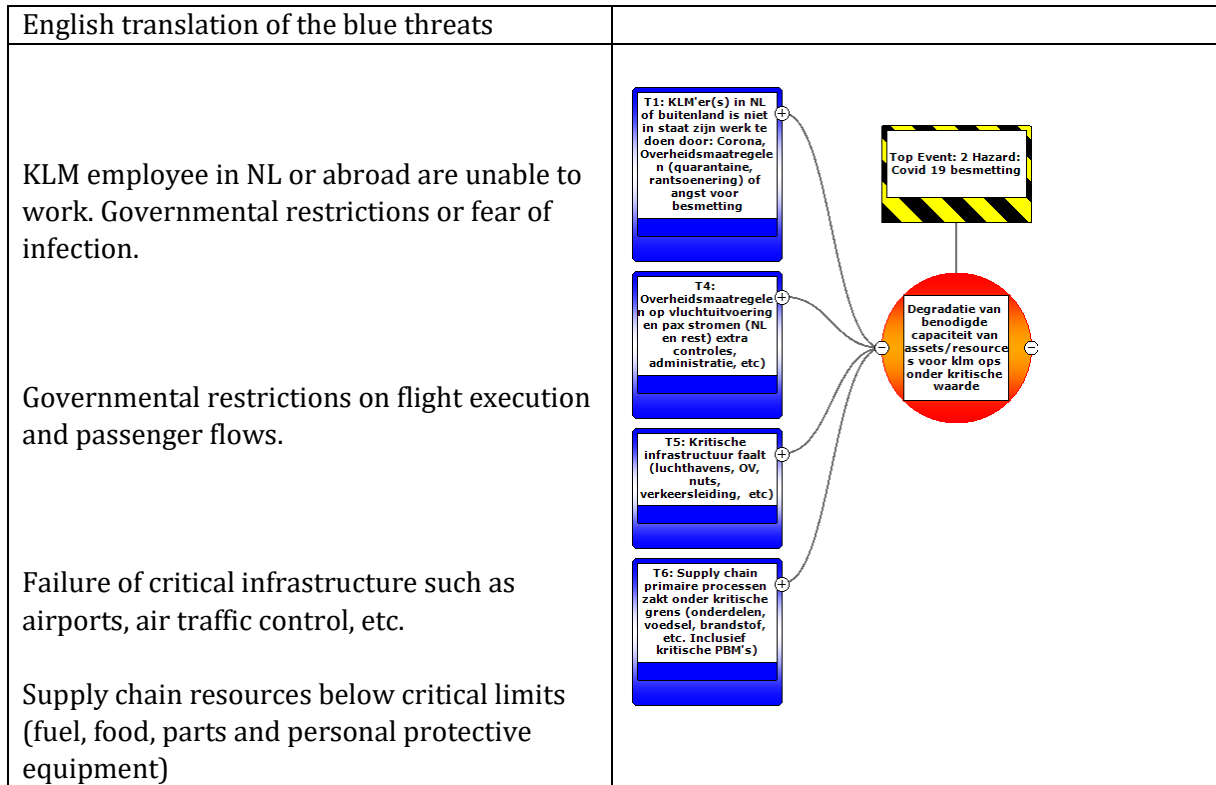 English translation of the blue threats
KLM employee in NL or abroad are unable to
work. Governmental restrictions or fear of
infection.
Governmental restrictions on flight execution
and passenger flows.
Failure of critical infrastructure such as
airports, air traffic control, etc.
Supply chain resources below critical limits
(fuel, food, parts and personal protective
equipment)
T1: KLM'er(s) in NL
of buitenland is niet
in staat zijn werk te
doen door: Corona,
Overheidsmaatregele
n (quarantaine,
rantsoenering) of
angst voor
besmetting
T4:
Overheidsmaatregele
n op vluchtuitvoering
en pax stromen (NL
en rest) extra
controles,
administratie, etc)
T5: Kritische
infrastructuur faalt
(luchthavens, OV,
nuts,
verkeersleiding, etc)
T6: Supply chain
primaire processen
zakt onder kritische
grens (onderdelen,
voedsel, brandstof,
etc. Inclusief
kritische PBM's)
Top Event: 2 Hazard:
Covid 19 besmetting
Degradatie van
benodigde
capaciteit van
assets/resource
s voor klm ops
onder kritische
waarde